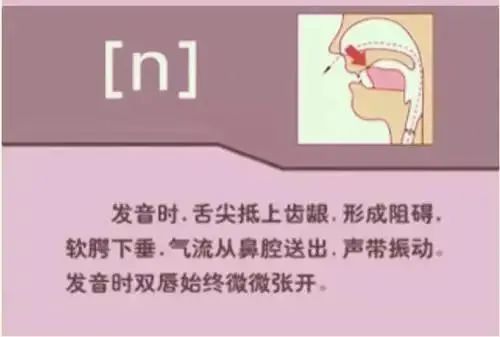 [n]
发音时.舌尖抵上齿龈.形成阻碍.
软腭下垂.气流从鼻腔送出.声带振动。
发音时双唇始终微微张开。